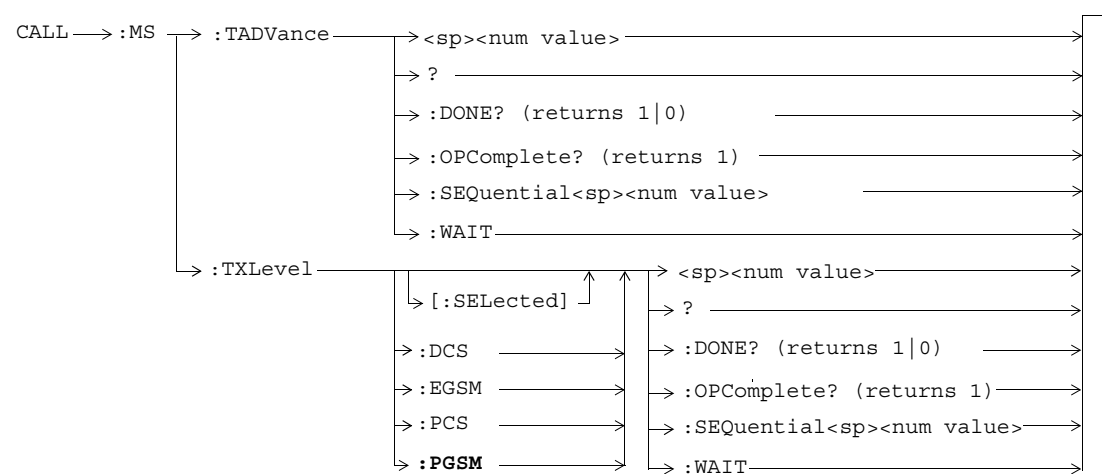 CALL :MS :TADVance <sp><num value>
?
:DONE? (returns 1|0)
:OPComplete? (returns 1)
:SEQuential<sp><num value>
:WAIT
:TXLevel <sp><num value>
[:SELected] ?
:DCS :DONE? (returns 1|0)
:EGSM :OPComplete? (returns 1)
:PCS :SEQuential<sp><num value>
:PGSM :WAIT